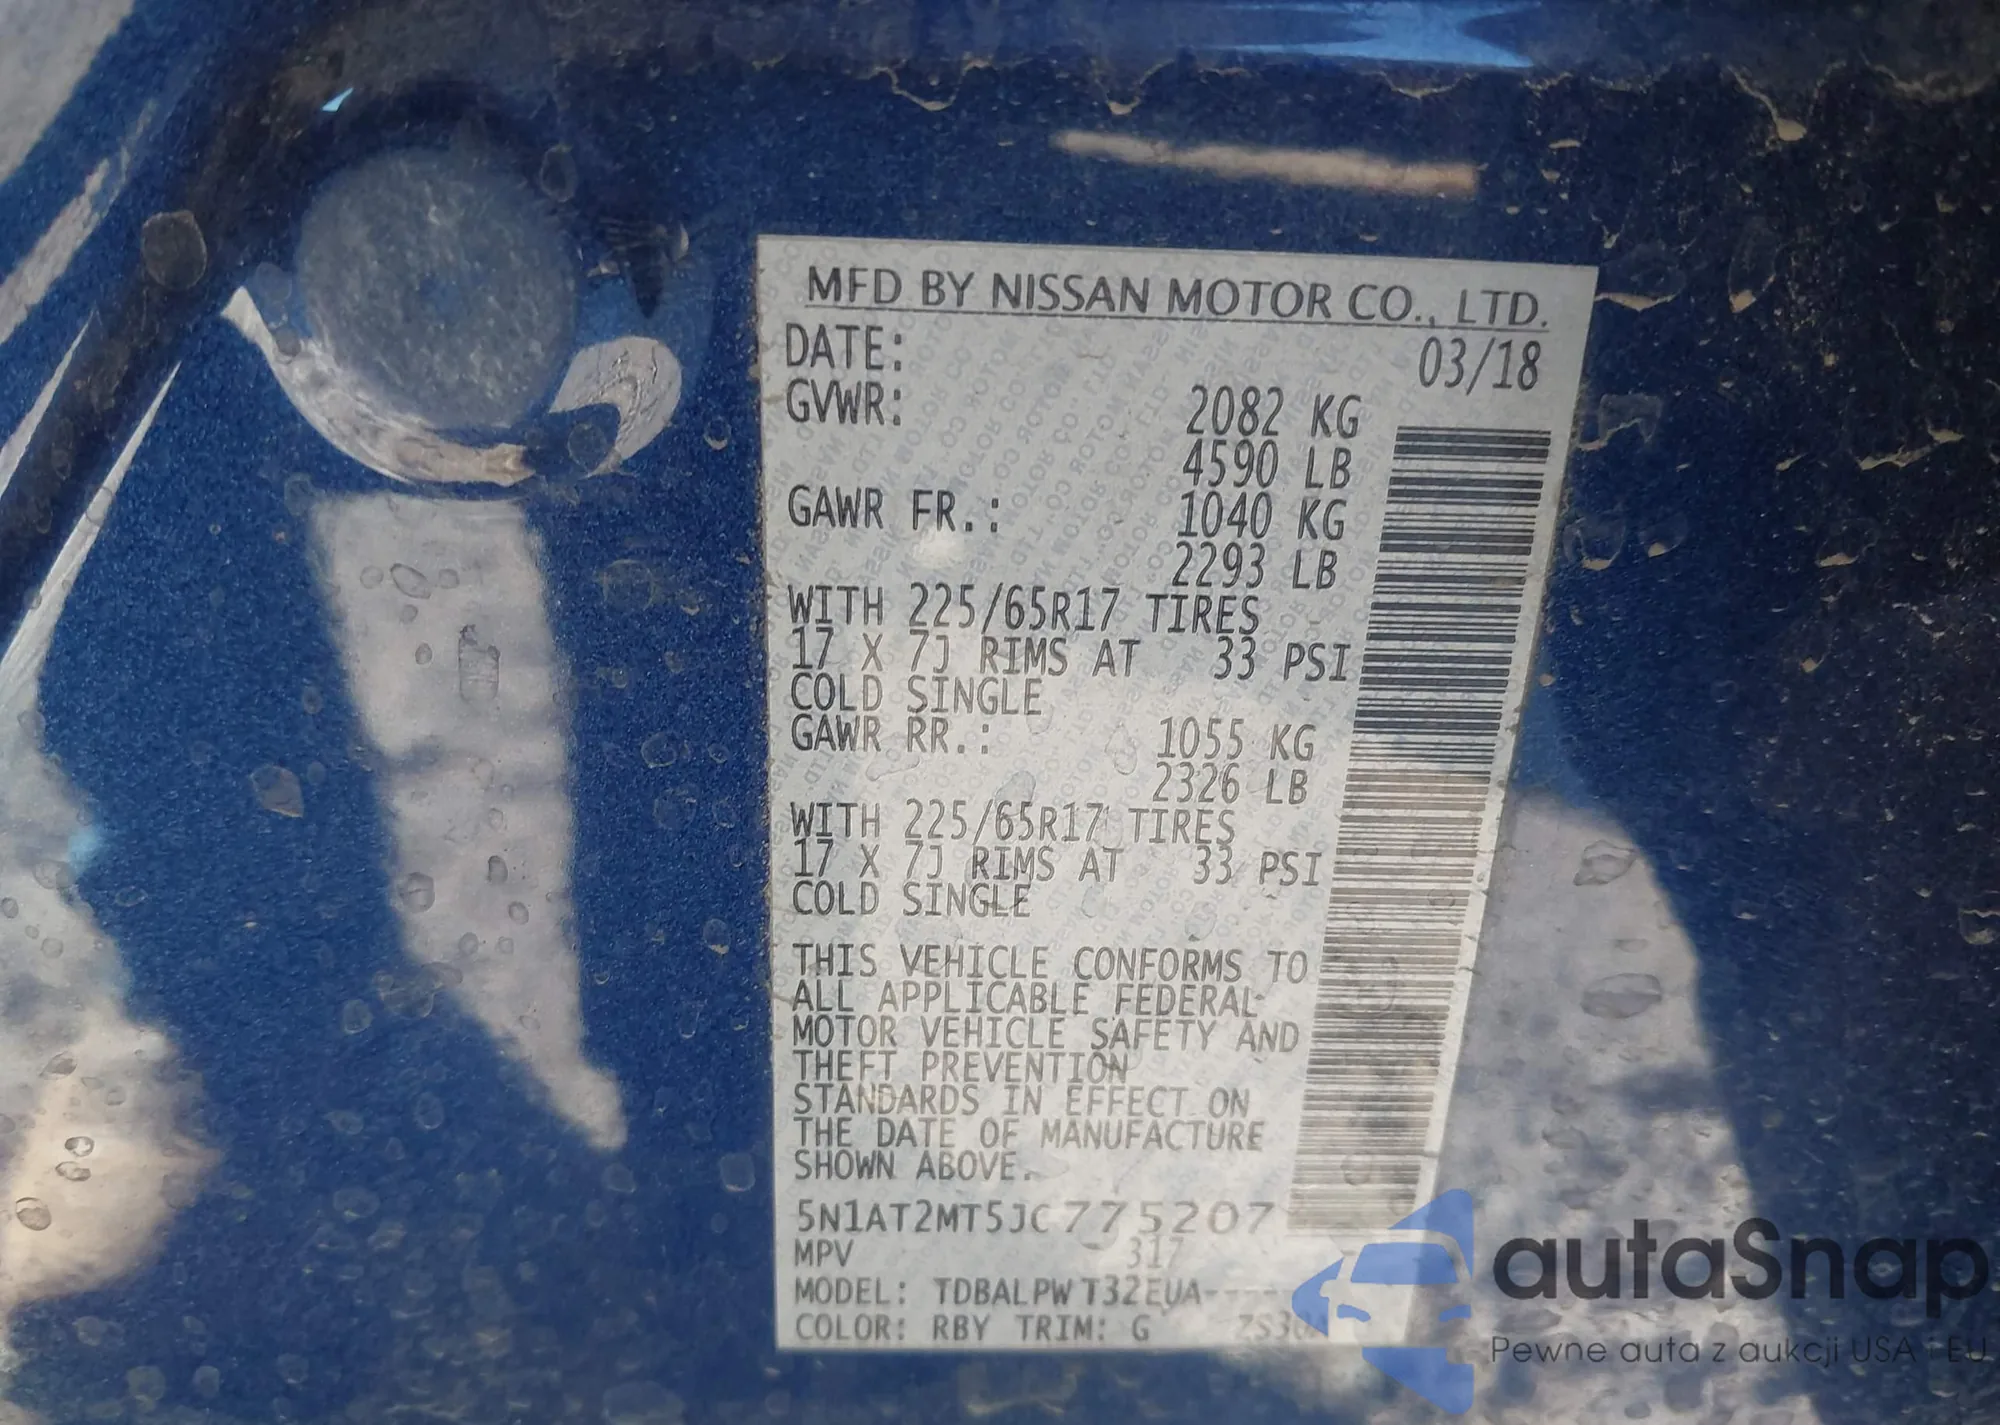 MFD BY NISSAN MOTOR CO., LTD.
DATE: 03/18
GVWR: 2082 KG
4590 LB
GAWR FR.: 1040 KG
2293 LB
WITH 225/65R17 TIRES
17 X 7J RIMS AT 33 PSI
COLD SINGLE
GAWR RR.: 1055 KG
2326 LB
WITH 225/65R17 TIRES
17 X 7J RIMS AT 33 PSI
COLD SINGLE
THIS VEHICLE CONFORMS TO
ALL APPLICABLE FEDERAL
MOTOR VEHICLE SAFETY AND
THEFT PREVENTION
STANDARDS IN EFFECT ON
THE DATE OF MANUFACTURE
SHOWN ABOVE.
5N1AT2MT5JC775207
MPV 317
MODEL: TDBALPW T32EUA-----
COLOR: RBY TRIM: G
autaSnap
Pewne auta z aukcji USA i EU